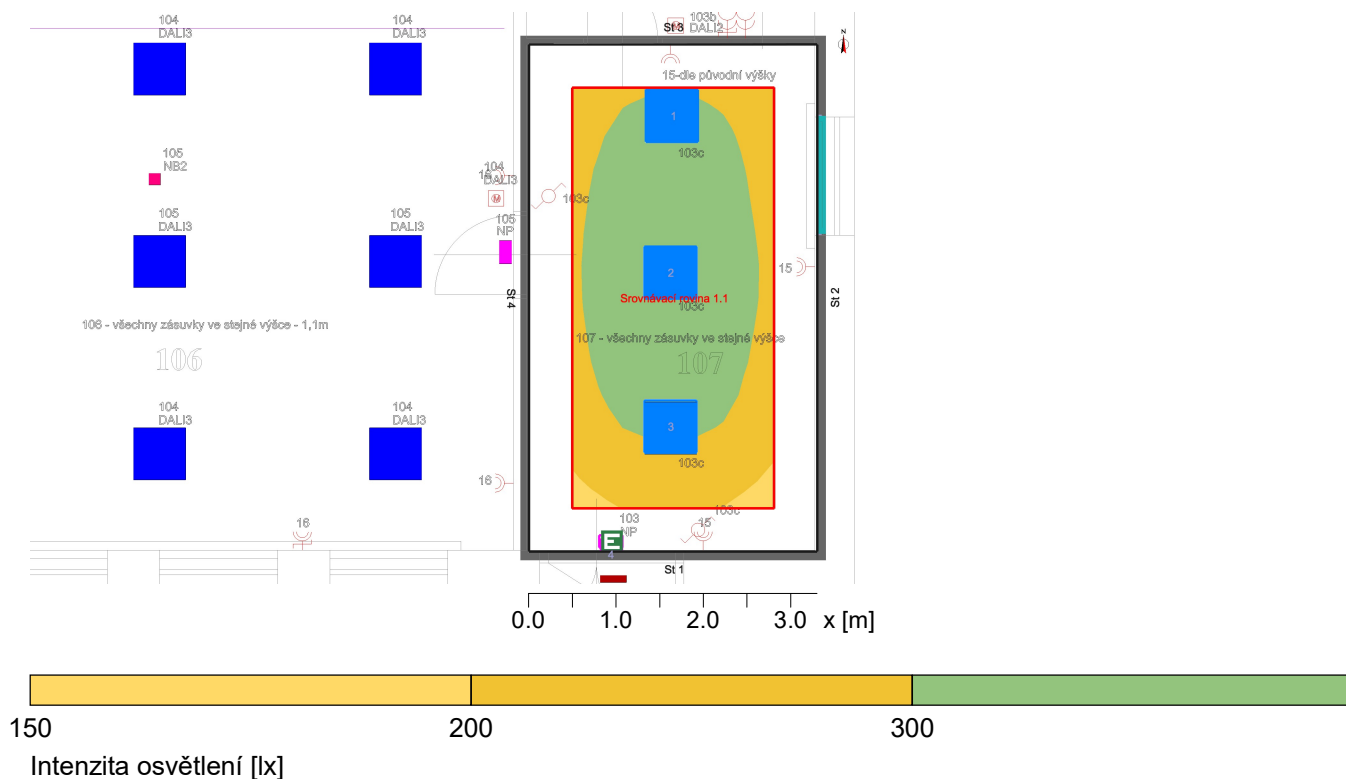 104
DALI3
104
DALI3
St 3
103b
DALI2
N
15-dle původní výšky
1
103c
105
NB2
104
DALI3
M
103c
105
DALI3
105
DALI3
105
NP
2
15
Srovnávací rovina 1.1
103c
St 4
St 2
106 - všechny zásuvky ve stejné výšce - 1,1m
107 - všechny zásuvky ve stejné výšce
106
107
104
DALI3
104
DALI3
3
103c
16
16
103
NP
103c
15
E
4
St 1
0.0
1.0
2.0
3.0
x [m]
150
200
300
Intenzita osvětlení [lx]